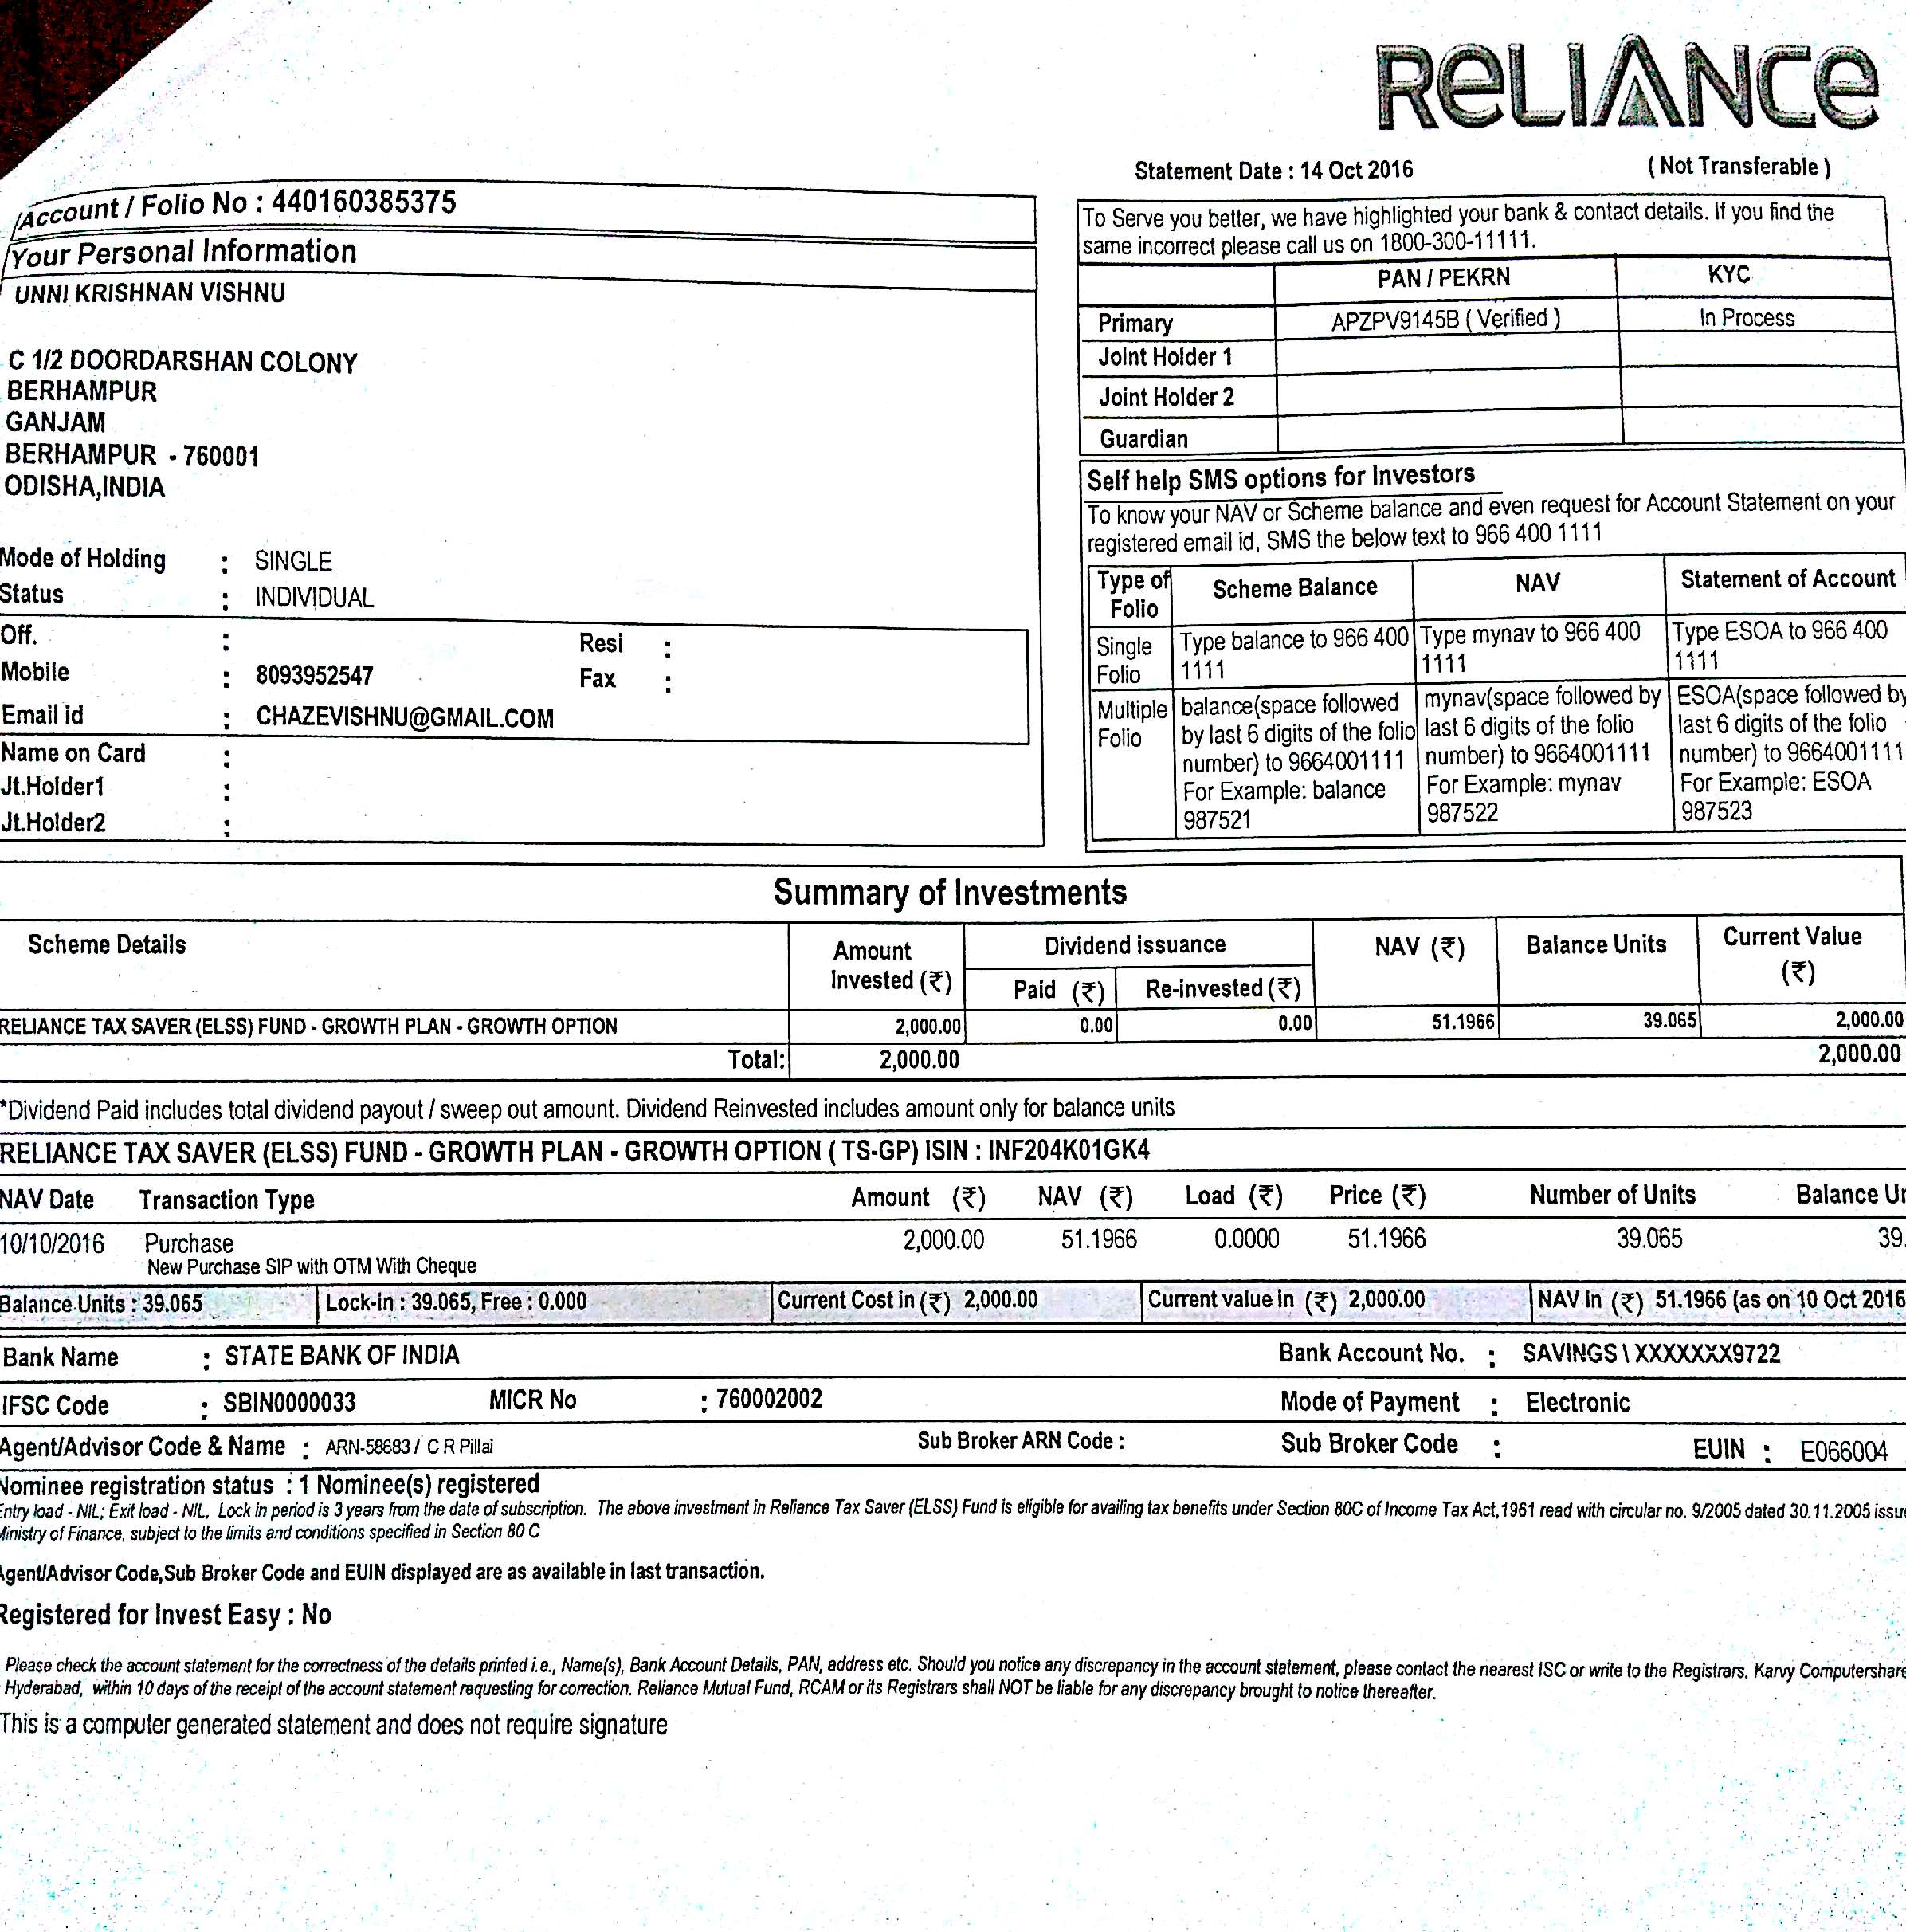 RELIANCE
Statement Date : 14 Oct 2016 ( Not Transferable )
Account / Folio No : 440160385375
Your Personal Information
UNNI KRISHNAN VISHNU
C 1/2 DOORDARSHAN COLONY
BERHAMPUR
GANJAM
BERHAMPUR - 760001
ODISHA,INDIA
Mode of Holding : SINGLE
Status : INDIVIDUAL
Off. : Resi :
Mobile : 8093952547 Fax :
Email id : CHAZEVISHNU@GMAIL.COM
Name on Card :
Jt.Holder1 :
Jt.Holder2 :
To Serve you better, we have highlighted your bank & contact details. If you find the
same incorrect please call us on 1800-300-11111.
PAN / PEKRN KYC
Primary APZPV9145B ( Verified ) In Process
Joint Holder 1
Joint Holder 2
Guardian
Self help SMS options for Investors
To know your NAV or Scheme balance and even request for Account Statement on your
registered email id, SMS the below text to 966 400 1111
Type of Folio Scheme Balance NAV Statement of Account
Single Folio Type balance to 966 400 1111 Type mynav to 966 400 1111 Type ESOA to 966 400 1111
Multiple balance(space followed mynav(space followed by ESOA(space followed by
Folio by last 6 digits of the folio last 6 digits of the folio last 6 digits of the folio
number) to 9664001111 number) to 9664001111 number) to 9664001111
For Example: balance For Example: mynav For Example: ESOA
987521 987522 987523
Summary of Investments
Scheme Details Amount Invested (₹) Dividend issuance NAV (₹) Balance Units Current Value (₹)
Paid (₹) Re-invested (₹)
RELIANCE TAX SAVER (ELSS) FUND - GROWTH PLAN - GROWTH OPTION 2,000.00 0.00 0.00 51.1966 39.065 2,000.00
Total: 2,000.00 2,000.00
*Dividend Paid includes total dividend payout / sweep out amount. Dividend Reinvested includes amount only for balance units
RELIANCE TAX SAVER (ELSS) FUND - GROWTH PLAN - GROWTH OPTION ( TS-GP) ISIN : INF204K01GK4
NAV Date Transaction Type Amount (₹) NAV (₹) Load (₹) Price (₹) Number of Units Balance
10/10/2016 Purchase 2,000.00 51.1966 0.0000 51.1966 39.065 39.
New Purchase SIP with OTM With Cheque
Balance Units : 39.065 Lock-in : 39.065, Free : 0.000 Current Cost in (₹) 2,000.00 Current value in (₹) 2,000.00 NAV in (₹) 51.1966 (as on 10 Oct 2016
Bank Name : STATE BANK OF INDIA Bank Account No. : SAVINGS \ XXXXXXX9722
IFSC Code : SBIN0000033 MICR No : 760002002 Mode of Payment : Electronic
Agent/Advisor Code & Name : ARN-58683 / C R Pillai Sub Broker ARN Code : Sub Broker Code : EUIN : E066004
Nominee registration status : 1 Nominee(s) registered
Entry load - NIL; Exit load - NIL, Lock in period is 3 years from the date of subscription. The above investment in Reliance Tax Saver (ELSS) Fund is eligible for availing tax benefits under Section 80C of Income Tax Act,1961 read with circular no. 9/2005 dated 30.11.2005
Ministry of Finance, subject to the limits and conditions specified in Section 80 C
Agent/Advisor Code,Sub Broker Code and EUIN displayed are as available in last transaction.
Registered for Invest Easy : No
Please check the account statement for the correctness of the details printed i.e., Name(s), Bank Account Details, PAN, address etc. Should you notice any discrepancy in the account statement, please contact the nearest ISC or write to the Registrars, Karvy Computershare
Hyderabad, within 10 days of the receipt of the account statement requesting for correction. Reliance Mutual Fund, RCAM or its Registrars shall NOT be liable for any discrepancy brought to notice thereafter.
This is a computer generated statement and does not require signature